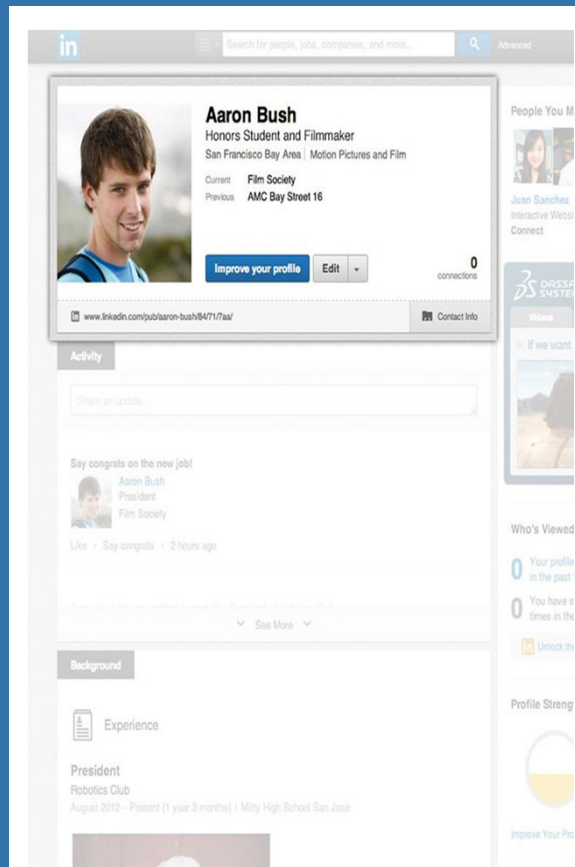 in
Search for people, jobs, companies, and more...
Advanced
Aaron Bush
Honors Student and Filmmaker
San Francisco Bay Area | Motion Pictures and Film
Current Film Society
Previous AMC Bay Street 16
Improve your profile Edit
0
connections
www.linkedin.com/pub/aaron-bush/84/71/7aa/
Contact Info
Activity
Share an update...
Say congrats on the new job!
Aaron Bush
President
Film Society
Like • Say congrats • 2 hours ago
See More
Background
Experience
President
Robotics Club
August 2012 – Present (1 year 3 months) | Mitty High School San Jose
People You M
Juan Sanchez
Interactive Websi
Connect
DASSA
SYSTEM
Videos
If we want
Who's Viewed
0 Your profile
in the past
0 You have s
times in the
in Unlock the
Profile Streng
Improve Your Pro